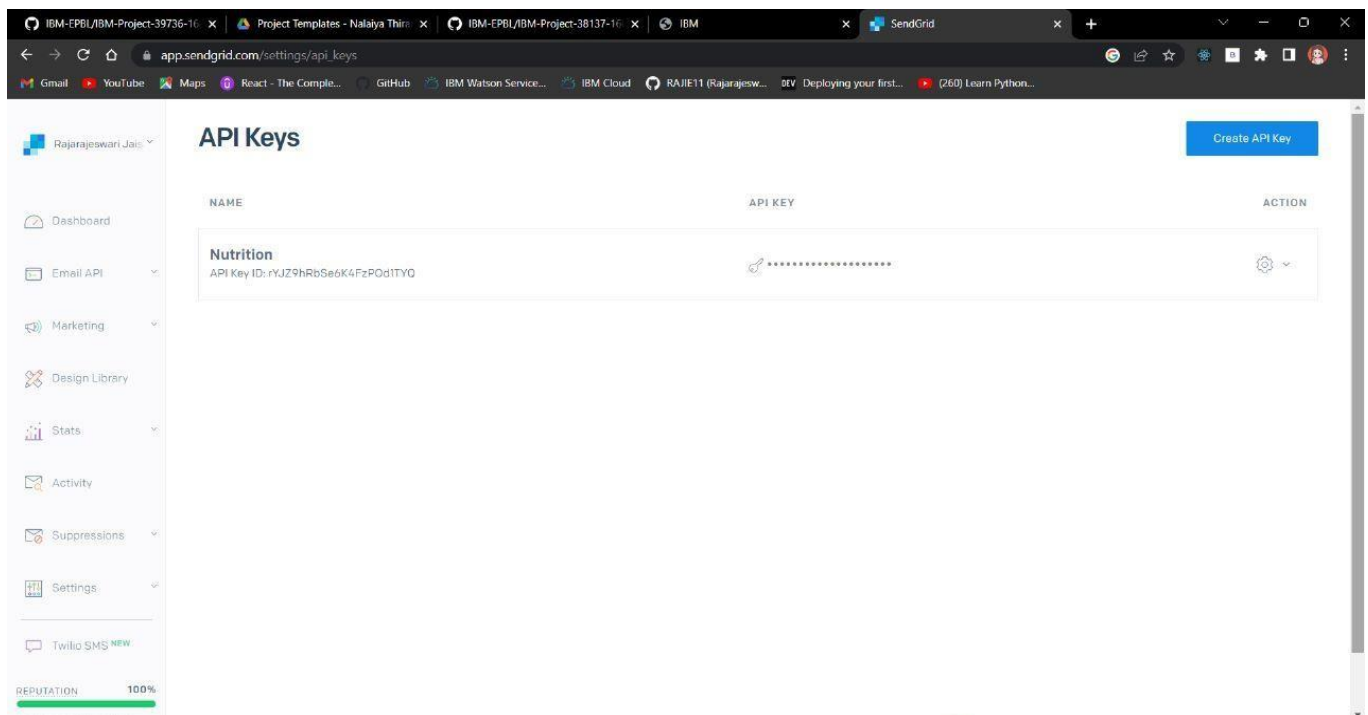 IBM-EPBL/IBM-Project-39736-16
Project Templates - Nalaiya Thira
IBM-EPBL/IBM-Project-38137-16
IBM
SendGrid
app.sendgrid.com/settings/api_keys
Gmail
YouTube
Maps
React - The Comple...
GitHub
IBM Watson Service...
IBM Cloud
RAJIE11 (Rajarajesw...
DEV Deploying your first...
(260) Learn Python...
Rajarajeswari Jais
API Keys
Create API Key
NAME
API KEY
ACTION
Nutrition
API Key ID: rYJZ9hRbSe6K4FzPOd1TYQ
••••••••••••••••••••
Dashboard
Email API
Marketing
Design Library
Stats
Activity
Suppressions
Settings
Twilio SMS NEW
REPUTATION 100%